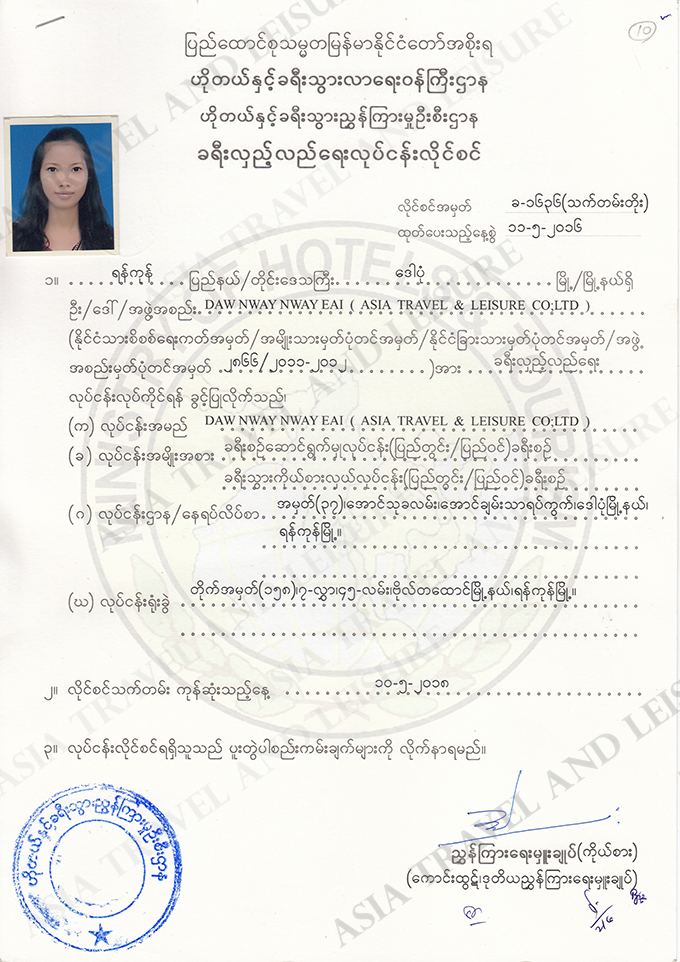 ၁၀
ပြည်ထောင်စုသမ္မတမြန်မာနိုင်ငံတော်အစိုးရ
ဟိုတယ်နှင့်ခရီးသွားလာရေးဝန်ကြီးဌာန
ဟိုတယ်နှင့်ခရီးသွားညွှန်ကြားမှုဦးစီးဌာန
ခရီးလှည့်လည်ရေးလုပ်ငန်းလိုင်စင်
လိုင်စင်အမှတ် ခ-၁၆၃၆(သက်တမ်းတိုး)
ထုတ်ပေးသည့်နေ့စွဲ ၁၁-၅-၂၀၁၆
၁။ ရန်ကုန် ပြည်နယ်/တိုင်းဒေသကြီး ဒေါပုံ မြို့/မြို့နယ်ရှိ
ဦး/ဒေါ်/အဖွဲ့အစည်း DAW NWAY NWAY EAI ( ASIA TRAVEL & LEISURE CO;LTD )
(နိုင်ငံသားစိစစ်ရေးကတ်အမှတ်/အမျိုးသားမှတ်ပုံတင်အမှတ်/နိုင်ငံခြားသားမှတ်ပုံတင်အမှတ်/အဖွဲ့
အစည်းမှတ်ပုံတင်အမှတ် ၂၈၆၆/၂၀၁၁-၂၀၁၂ )အား ခရီးလှည့်လည်ရေး
လုပ်ငန်းလုပ်ကိုင်ရန် ခွင့်ပြုလိုက်သည်၊
(က) လုပ်ငန်းအမည် DAW NWAY NWAY EAI ( ASIA TRAVEL & LEISURE CO;LTD )
(ခ) လုပ်ငန်းအမျိုးအစား ခရီးစဉ်ဆောင်ရွက်မှုလုပ်ငန်း(ပြည်တွင်း/ပြည်ဝင်)ခရီးစဉ်
ခရီးသွားကိုယ်စားလှယ်လုပ်ငန်း(ပြည်တွင်း/ပြည်ဝင်)ခရီးစဉ်
(ဂ) လုပ်ငန်းဌာန/နေရပ်လိပ်စာ အမှတ်(၃၇)၊အောင်သုခလမ်း၊အောင်ချမ်းသာရပ်ကွက်၊ဒေါပုံမြို့နယ်၊
ရန်ကုန်မြို့။
(ဃ) လုပ်ငန်းရုံးခွဲ တိုက်အမှတ်(၁၅၈)၊၇-လွှာ၊၄၅-လမ်း၊ဗိုလ်တထောင်မြို့နယ်၊ရန်ကုန်မြို့။
၂။ လိုင်စင်သက်တမ်း ကုန်ဆုံးသည့်နေ့ ၁၀-၅-၂၀၁၈
၃။ လုပ်ငန်းလိုင်စင်ရရှိသူသည် ပူးတွဲပါစည်းကမ်းချက်များကို လိုက်နာရမည်။
ညွှန်ကြားရေးမှူးချုပ်(ကိုယ်စား)
(ကောင်းထွဋ်၊ဒုတိယညွှန်ကြားရေးမှူးချုပ်)
ဟိုတယ်နှင့်ခရီးသွားညွှန်ကြားမှုဦးစီးဌာန
MINISTRY OF HOTELS AND TOURISM
ASIA TRAVEL AND LEISURE